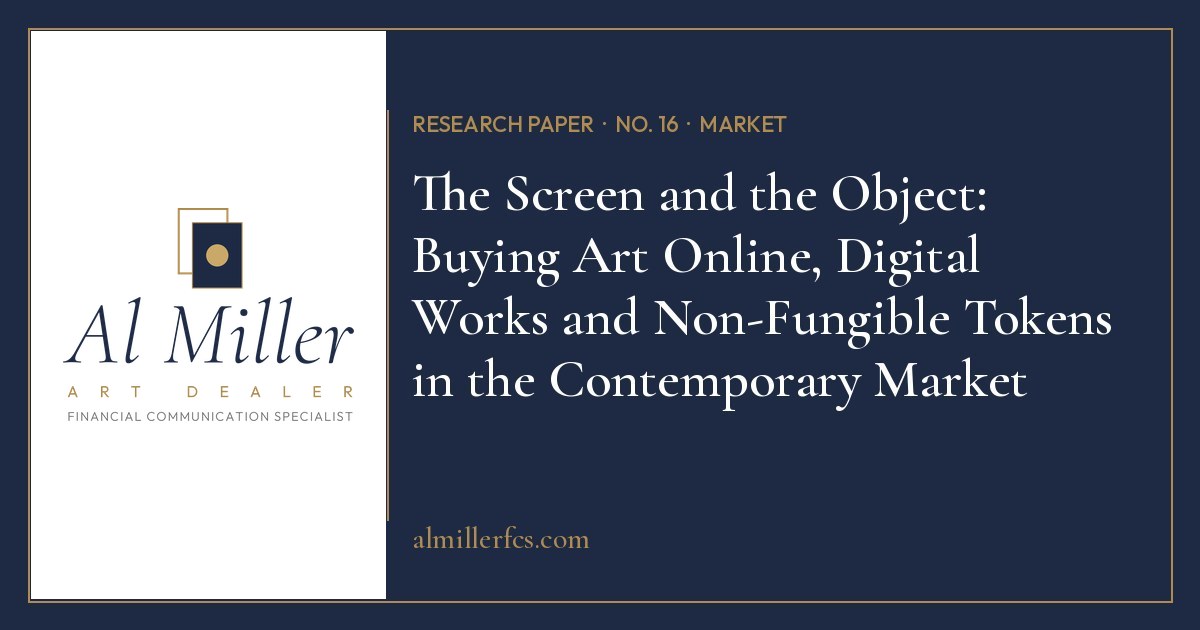 Al Miller
ART DEALER
FINANCIAL COMMUNICATION SPECIALIST
RESEARCH PAPER · NO. 16 · MARKET
The Screen and the Object:
Buying Art Online, Digital
Works and Non-Fungible Tokens
in the Contemporary Market
almillerfcs.com